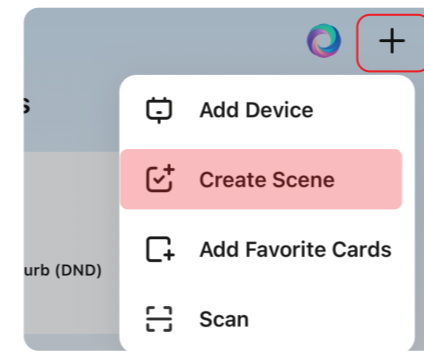 s
Add Device
Create Scene
Add Favorite Cards
urb (DND)
Scan